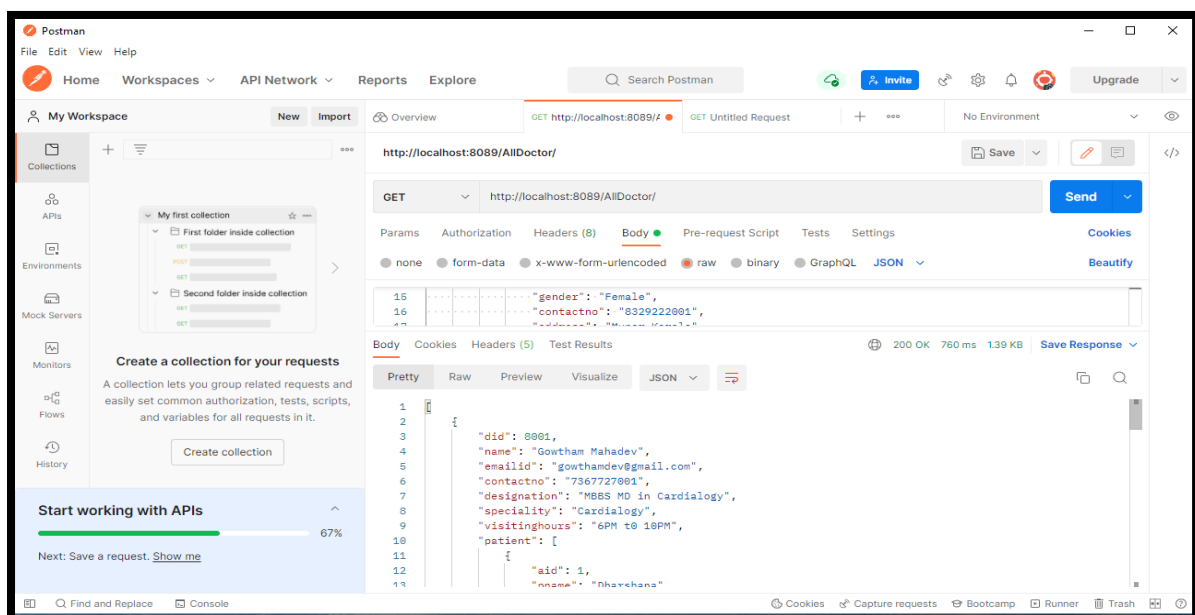 Postman
File Edit View Help
Home Workspaces API Network Reports Explore Search Postman Invite Upgrade
My Workspace New Import Overview GET http://localhost:8089/A GET Untitled Request No Environment
Collections
APIs
Environments
Mock Servers
Monitors
Flows
History
My first collection
First folder inside collection
GET
POST
GET
Second folder inside collection
GET
GET
Create a collection for your requests
A collection lets you group related requests and
easily set common authorization, tests, scripts,
and variables for all requests in it.
Create collection
Start working with APIs
67%
Next: Save a request. Show me
http://localhost:8089/AllDoctor/ Save
GET http://localhost:8089/AllDoctor/ Send
Params Authorization Headers (8) Body Pre-request Script Tests Settings Cookies
none form-data x-www-form-urlencoded raw binary GraphQL JSON Beautify
15 "gender": "Female",
16 "contactno": "8329222001",
Body Cookies Headers (5) Test Results 200 OK 760 ms 1.39 KB Save Response
Pretty Raw Preview Visualize JSON
1 [
2 {
3 "did": 8001,
4 "name": "Gowtham Mahadev",
5 "emailid": "gowthamdev@gmail.com",
6 "contactno": "7367727001",
7 "designation": "MBBS MD in Cardialogy",
8 "speciality": "Cardialogy",
9 "visitinghours": "6PM t0 10PM",
10 "patient": [
11 {
12 "aid": 1,
13 "pname": "Dharshana"
Find and Replace Console Cookies Capture requests Bootcamp Runner Trash